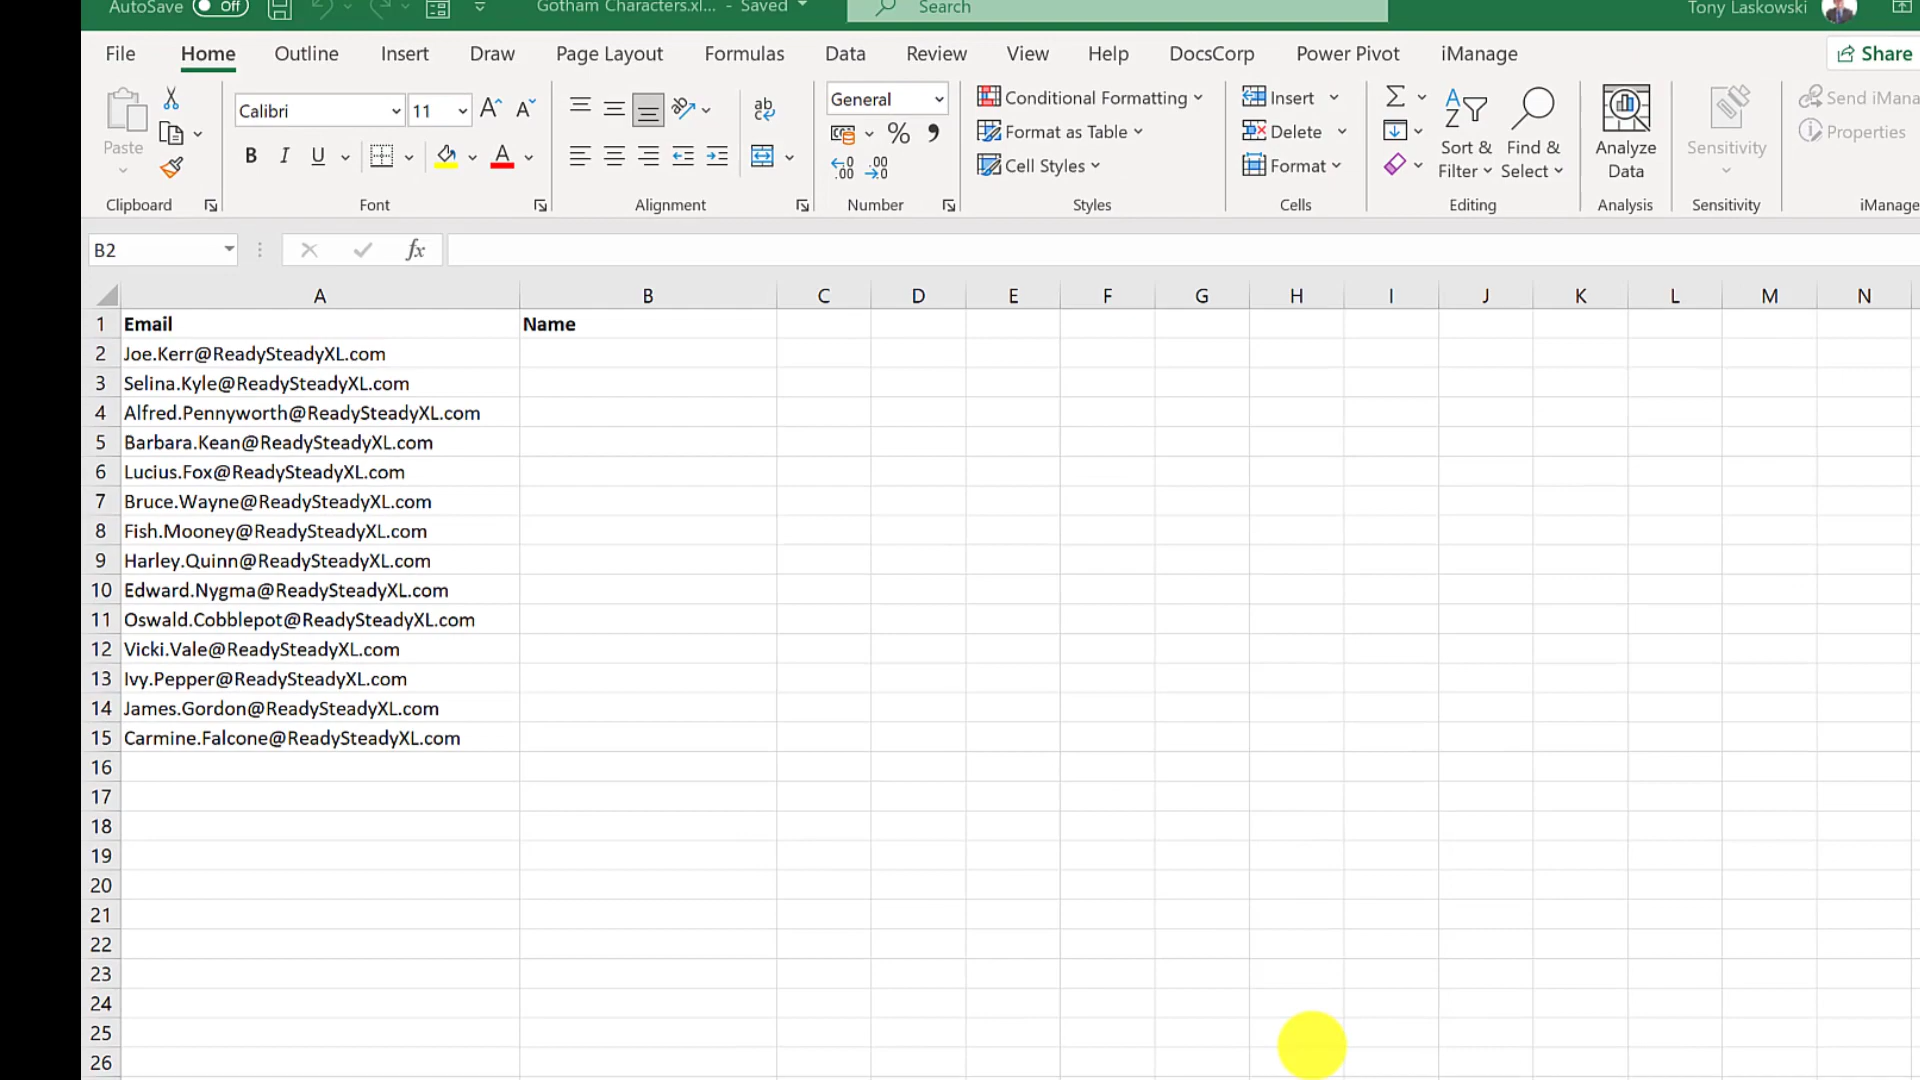 AutoSave Off Gotham Characters.xl... - Saved Search Tony Laskowski
File Home Outline Insert Draw Page Layout Formulas Data Review View Help DocsCorp Power Pivot iManage Share
Paste
Calibri 11
B I U
ab
General
% 
Conditional Formatting
Format as Table
Cell Styles
Insert
Delete
Format
Sort & Filter
Find & Select
Analyze Data
Sensitivity
Send iMana
Properties
Clipboard Font Alignment Number Styles Cells Editing Analysis Sensitivity iManage
B2 fx
A B C D E F G H I J K L M N
1 Email Name
2 Joe.Kerr@ReadySteadyXL.com
3 Selina.Kyle@ReadySteadyXL.com
4 Alfred.Pennyworth@ReadySteadyXL.com
5 Barbara.Kean@ReadySteadyXL.com
6 Lucius.Fox@ReadySteadyXL.com
7 Bruce.Wayne@ReadySteadyXL.com
8 Fish.Mooney@ReadySteadyXL.com
9 Harley.Quinn@ReadySteadyXL.com
10 Edward.Nygma@ReadySteadyXL.com
11 Oswald.Cobblepot@ReadySteadyXL.com
12 Vicki.Vale@ReadySteadyXL.com
13 Ivy.Pepper@ReadySteadyXL.com
14 James.Gordon@ReadySteadyXL.com
15 Carmine.Falcone@ReadySteadyXL.com
16
17
18
19
20
21
22
23
24
25
26